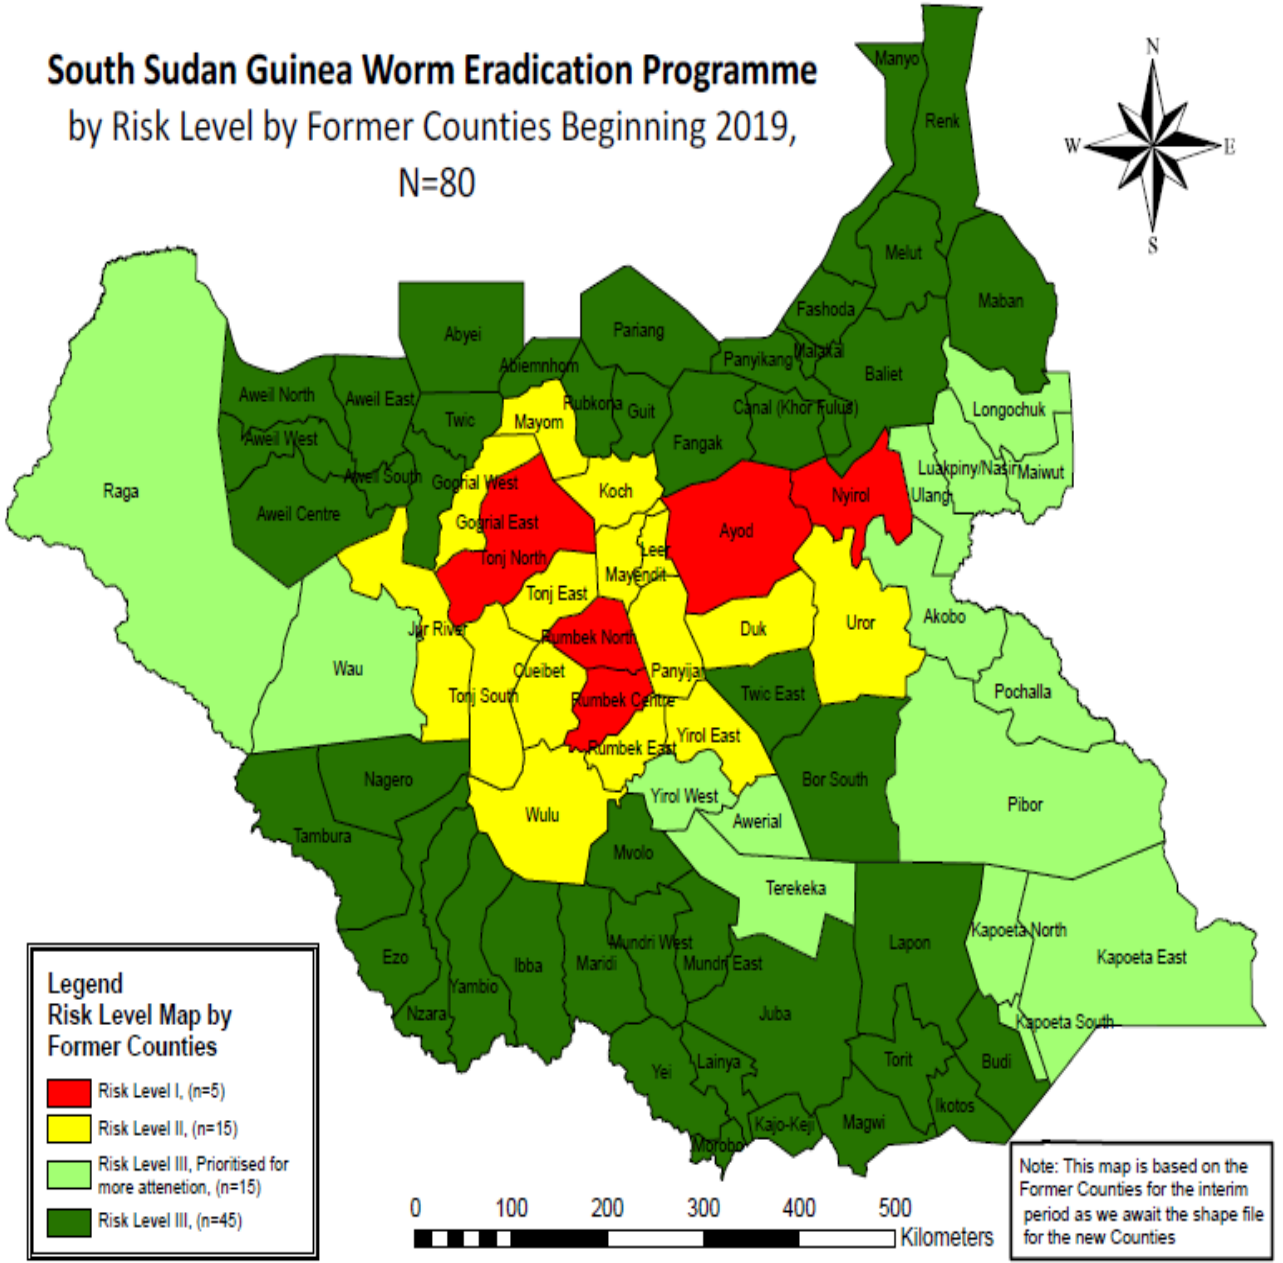 South Sudan Guinea Worm Eradication Programme
by Risk Level by Former Counties Beginning 2019,
N=80
N
W
E
S
Manyo
Renk
Melut
Maban
Fashoda
Abyei
Pariang
Malakal
Panyikang
Abiemnhom
Baliet
Aweil North
Aweil East
Rubkona
Guit
Canal (Khor Fulus)
Longochuk
Twic
Mayom
Aweil West
Fangak
Luakpiny/Nasir
Maiwut
Aweil South
Gogrial West
Koch
Nyirol
Ulang
Raga
Aweil Centre
Gogrial East
Ayod
Tonj North
Leer
Mayendit
Tonj East
Akobo
Jur River
Rumbek North
Duk
Uror
Wau
Cueibet
Panyijar
Tonj South
Rumbek Centre
Twic East
Pochalla
Rumbek East
Yirol East
Nagero
Bor South
Yirol West
Pibor
Wulu
Awerial
Tambura
Mvolo
Terekeka
Kapoeta North
Mundri West
Lapon
Ezo
Ibba
Maridi
Mundri East
Kapoeta East
Yambio
Nzara
Juba
Kapoeta South
Yei
Lainya
Torit
Budi
Ikotos
Kajo-Keji
Magwi
Morobo
Legend
Risk Level Map by
Former Counties
Risk Level I, (n=5)
Risk Level II, (n=15)
Risk Level III, Prioritised for
more attenetion, (n=15)
Risk Level III, (n=45)
0 100 200 300 400 500
Kilometers
Note: This map is based on the
Former Counties for the interim
period as we await the shape file
for the new Counties